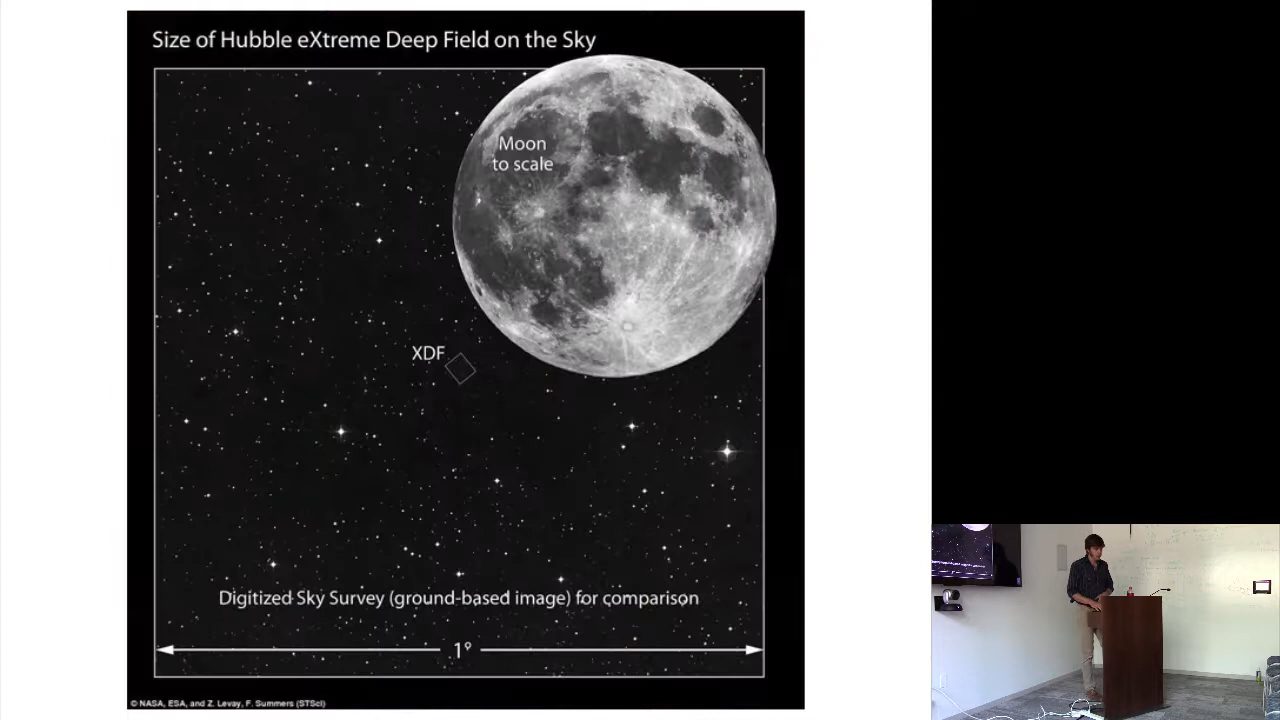 Size of Hubble eXtreme Deep Field on the Sky
Moon
to scale
XDF
Digitized Sky Survey (ground-based image) for comparison
1°
© NASA, ESA, and Z. Levay, F. Summers (STScI)